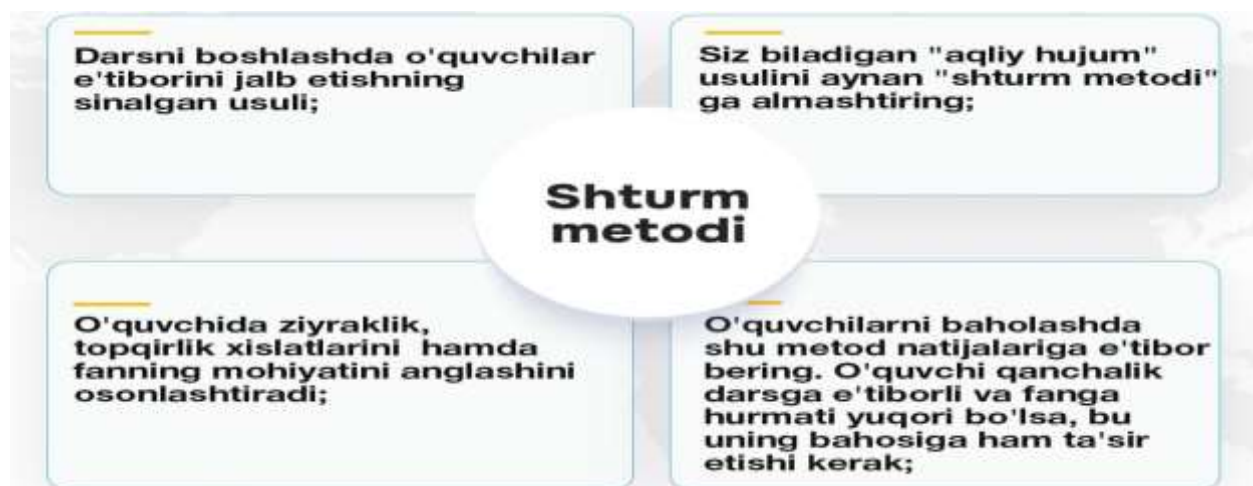 Darsni boshlashda o'quvchilar
e'tiborini jalb etishning
sinalgan usuli;
Siz biladigan "aqliy hujum"
usulini aynan "shturm metodi"
ga almashtiring;
Shturm
metodi
O'quvchida ziyraklik,
topqirlik xislatlarini hamda
fanning mohiyatini anglashini
osonlashtiradi;
O'quvchilarni baholashda
shu metod natijalariga e'tibor
bering. O'quvchi qanchalik
darsga e'tiborli va fanga
hurmati yuqori bo'lsa, bu
uning bahosiga ham ta'sir
etishi kerak;